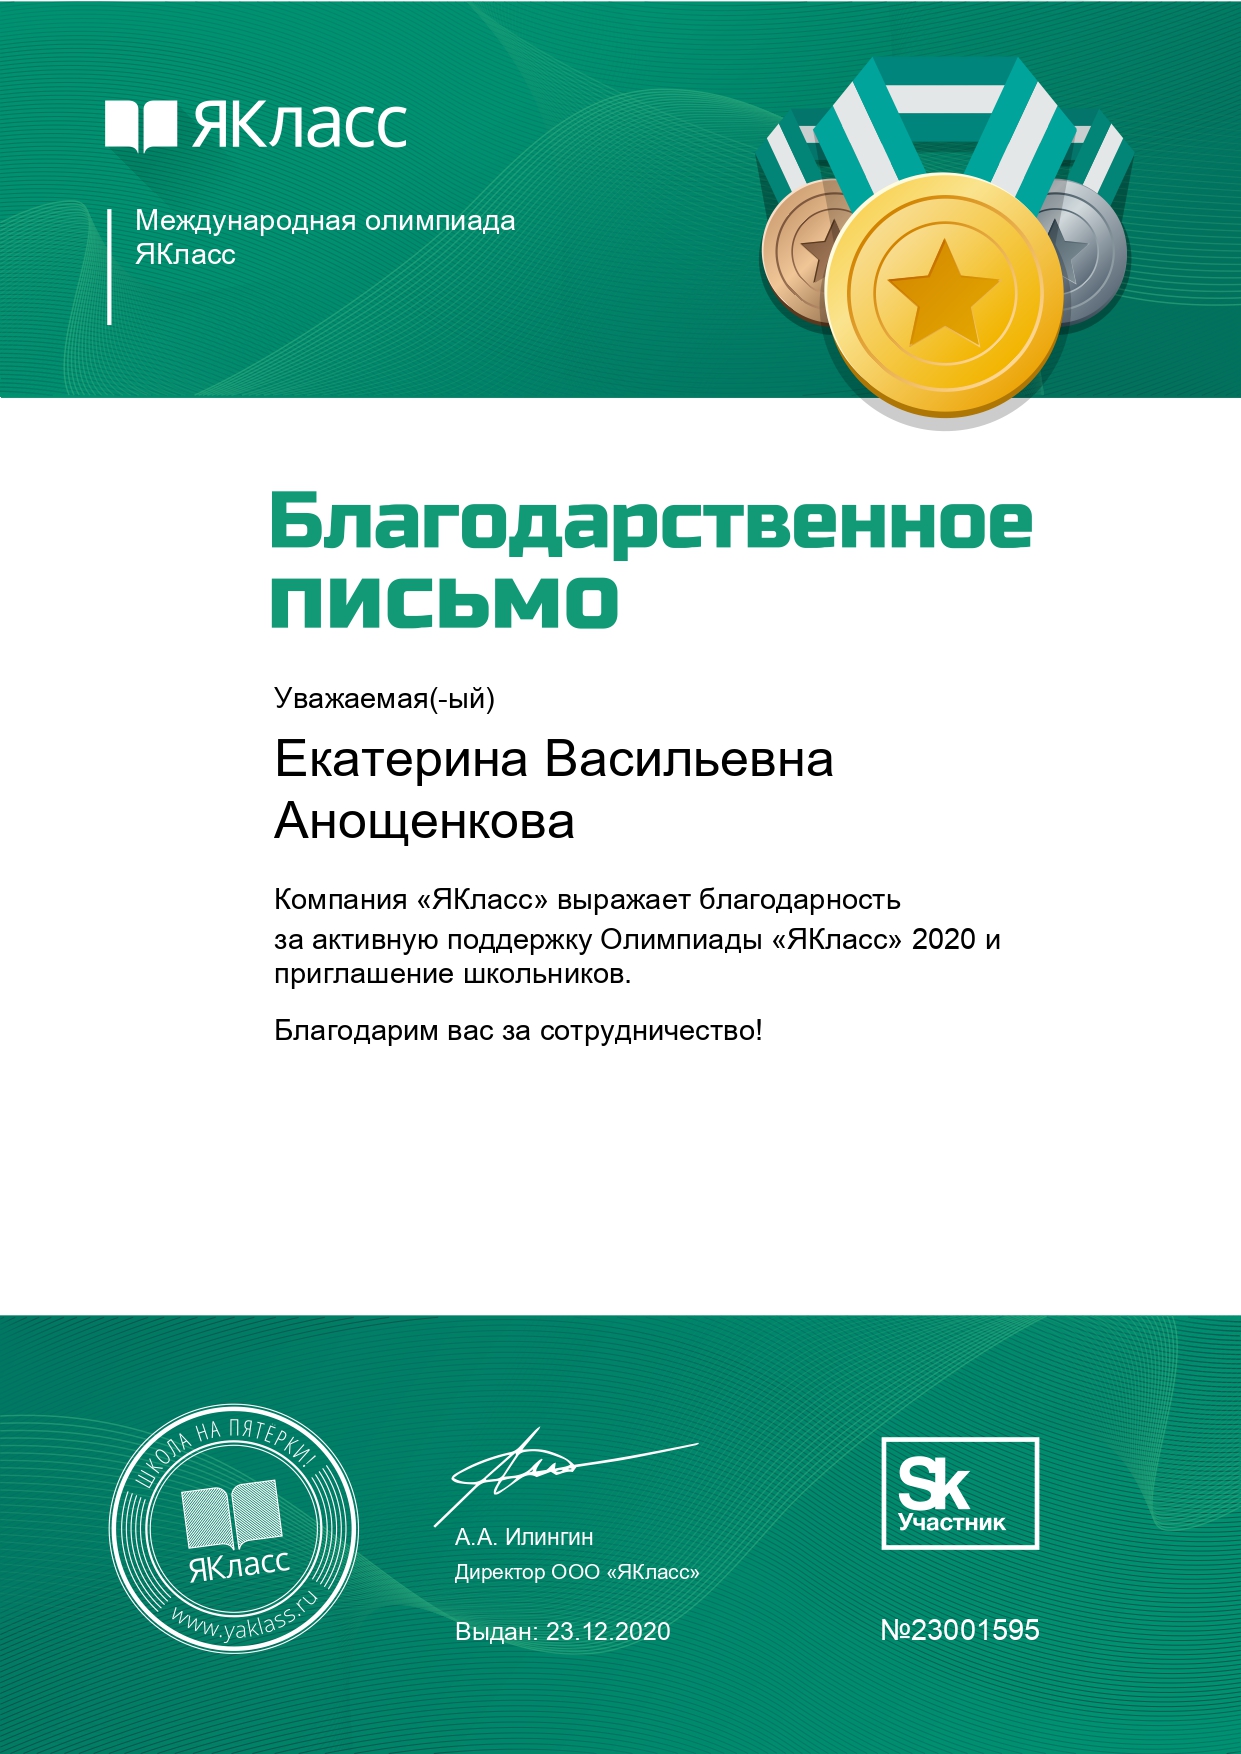 ЯКласс
Международная олимпиада
ЯКласс
Благодарственное
письмо
Уважаемая(-ый)
Екатерина Васильевна
Анощенкова
Компания «ЯКласс» выражает благодарность
за активную поддержку Олимпиады «ЯКласс» 2020 и
приглашение школьников.
Благодарим вас за сотрудничество!
ШКОЛА НА ПЯТЕРКИ!
ЯКласс
www.yaklass.ru
А.А. Илингин
Директор ООО «ЯКласс»
Выдан: 23.12.2020
Sk
Участник
№23001595